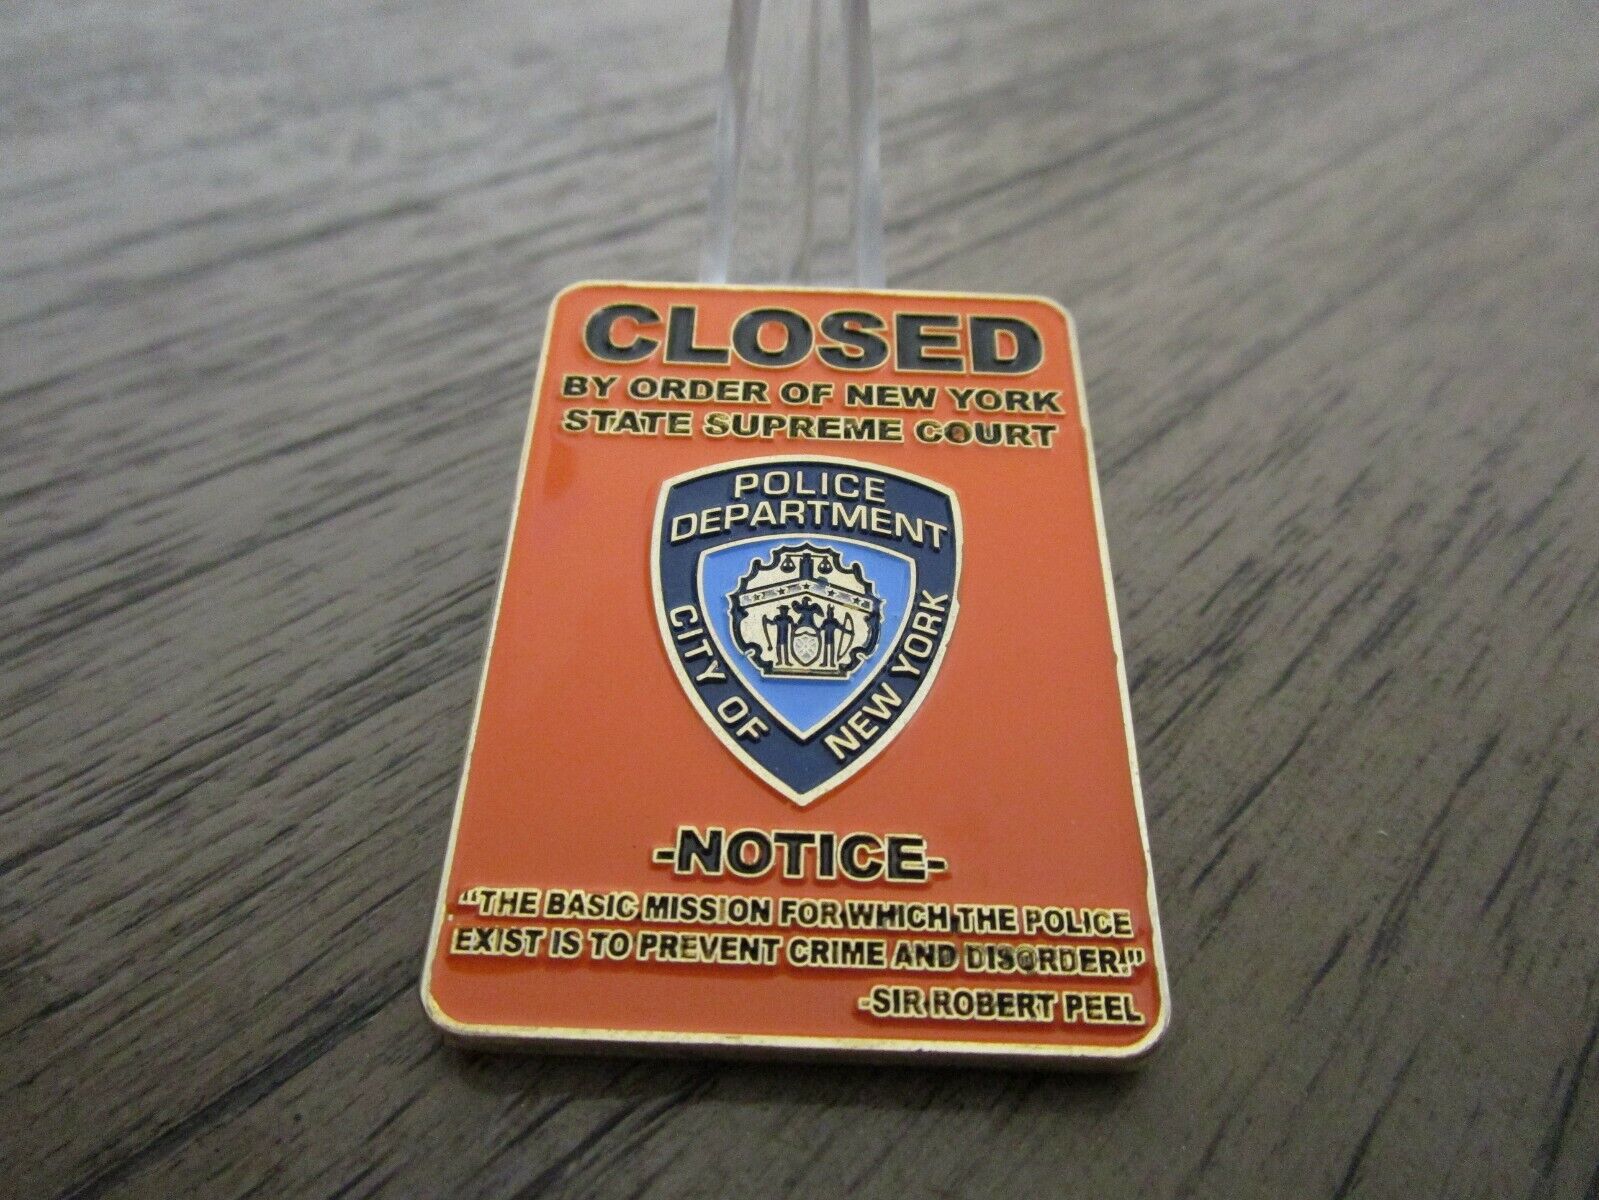 CLOSED
BY ORDER OF NEW YORK
STATE SUPREME COURT
POLICE
DEPARTMENT
CITY OF
NEW YORK
-NOTICE-
“THE BASIC MISSION FOR WHICH THE POLICE
EXIST IS TO PREVENT CRIME AND DISORDER.”
-SIR ROBERT PEEL